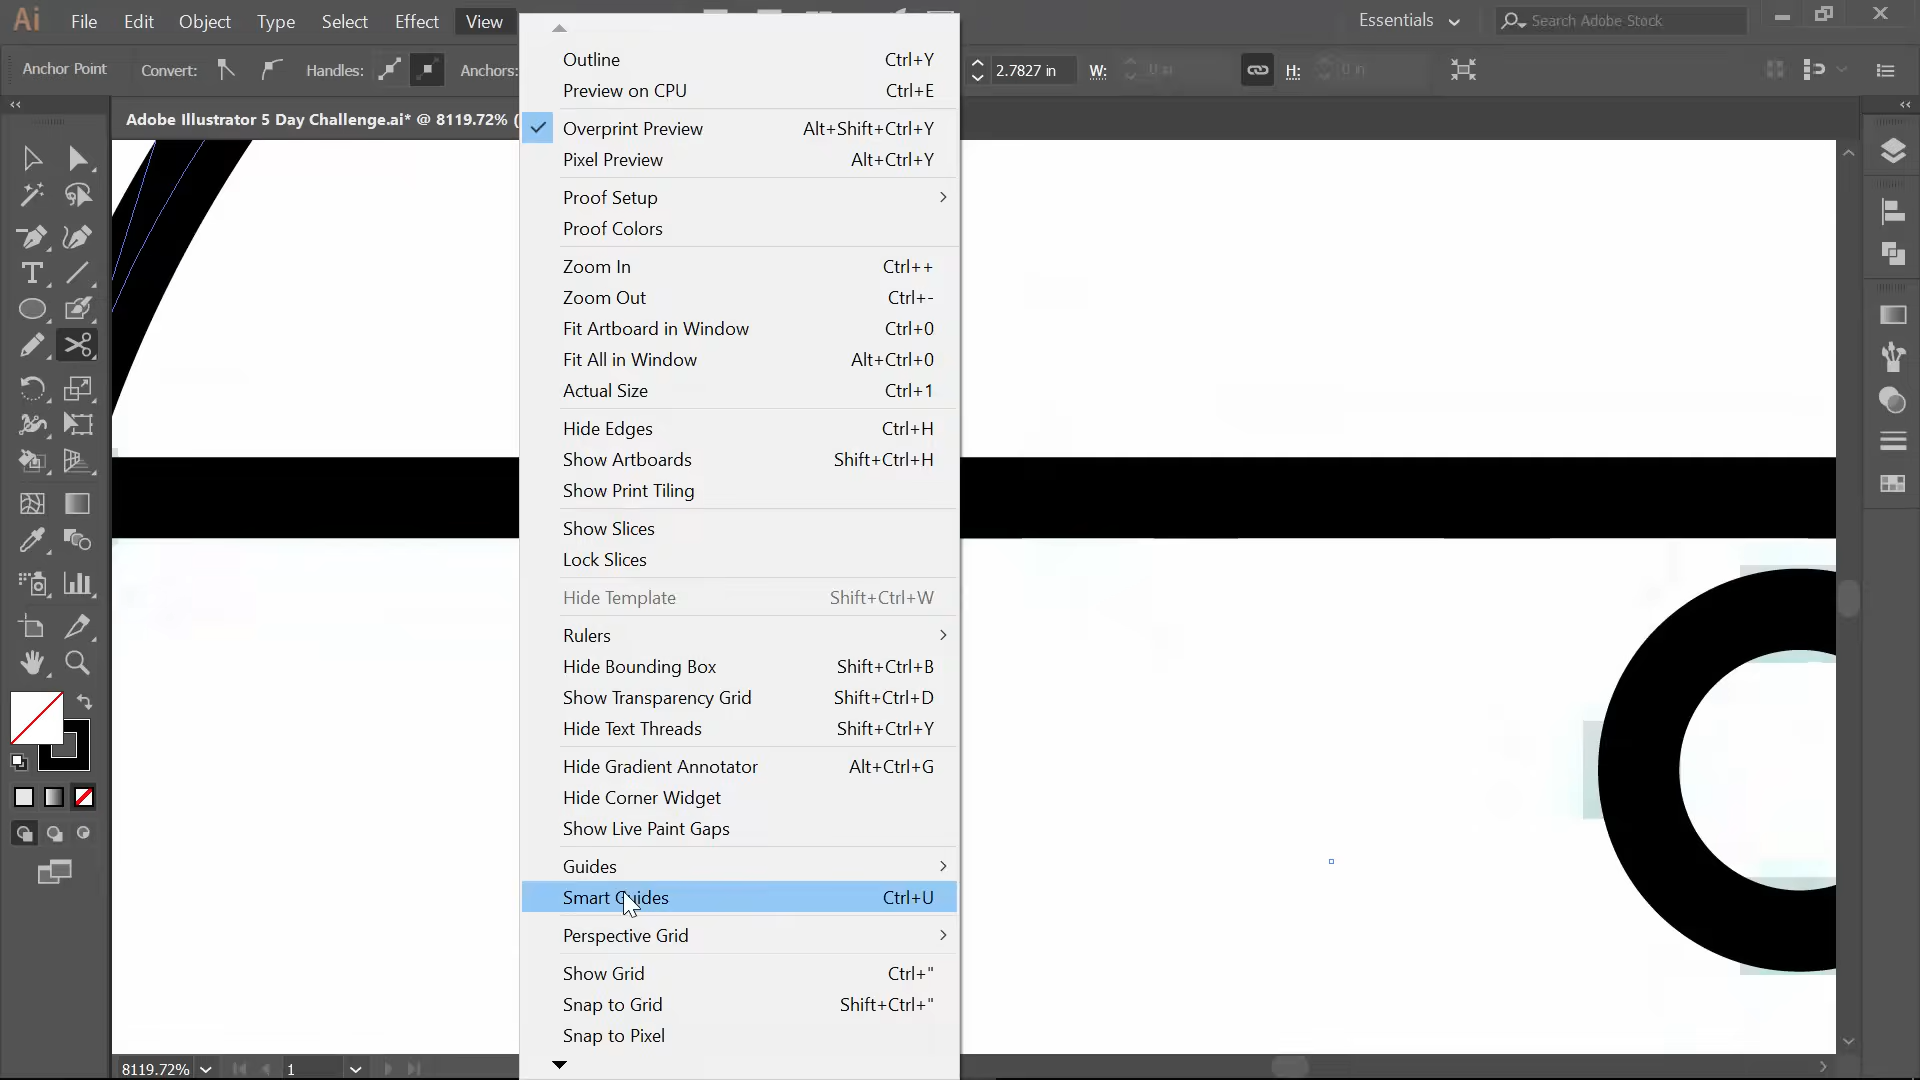 Ai File Edit Object Type Select Effect View Essentials Search Adobe Stock
Anchor Point Convert: Handles: Anchors: 2.7827 in W: 0 in H: 0 in
Adobe Illustrator 5 Day Challenge.ai* @ 8119.72% (
Outline Ctrl+Y
Preview on CPU Ctrl+E
Overprint Preview Alt+Shift+Ctrl+Y
Pixel Preview Alt+Ctrl+Y
Proof Setup
Proof Colors
Zoom In Ctrl++
Zoom Out Ctrl+-
Fit Artboard in Window Ctrl+0
Fit All in Window Alt+Ctrl+0
Actual Size Ctrl+1
Hide Edges Ctrl+H
Show Artboards Shift+Ctrl+H
Show Print Tiling
Show Slices
Lock Slices
Hide Template Shift+Ctrl+W
Rulers
Hide Bounding Box Shift+Ctrl+B
Show Transparency Grid Shift+Ctrl+D
Hide Text Threads Shift+Ctrl+Y
Hide Gradient Annotator Alt+Ctrl+G
Hide Corner Widget
Show Live Paint Gaps
Guides
Smart Guides Ctrl+U
Perspective Grid
Show Grid Ctrl+"
Snap to Grid Shift+Ctrl+"
Snap to Pixel
8119.72% 1